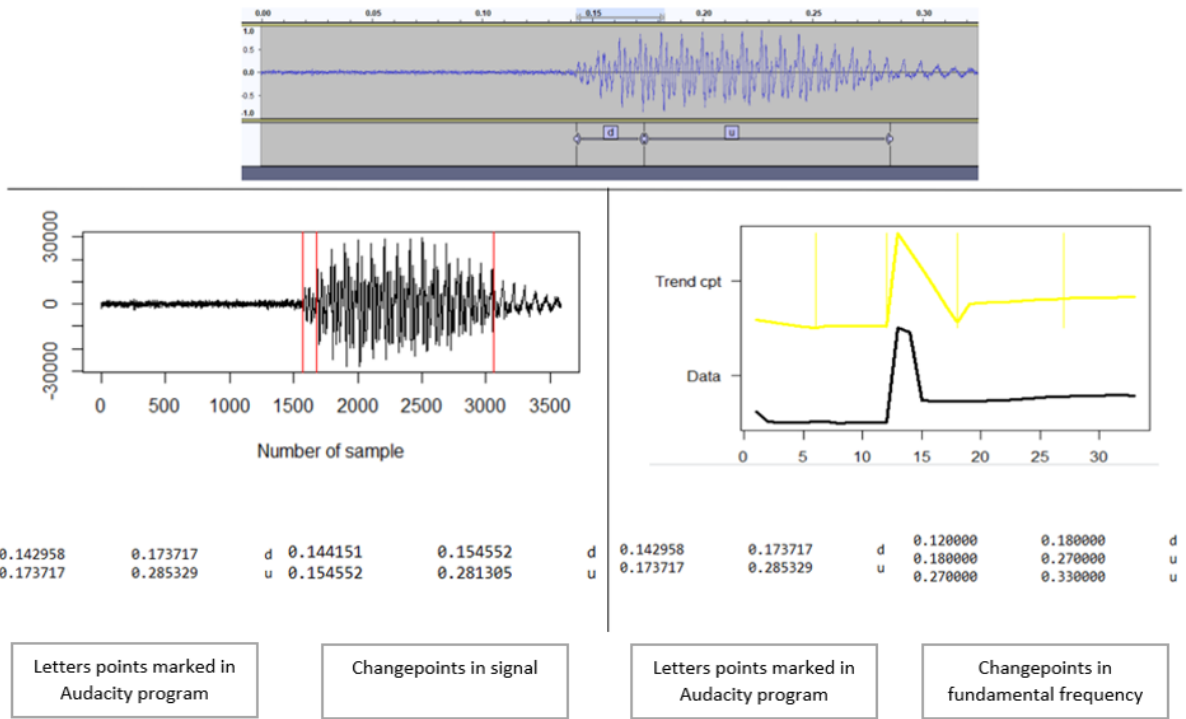 0.00 0.05 0.10 0.15 0.20 0.25 0.30
1.0
0.5
0.0
-0.5
-1.0
d u
30000
0
-30000
0 500 1000 1500 2000 2500 3000 3500
Number of sample
Trend cpt
Data
0 5 10 15 20 25 30
0.142958 0.173717 d 0.144151 0.154552 d
0.173717 0.285329 u 0.154552 0.281305 u
0.142958 0.173717 d
0.173717 0.285329 u
0.120000 0.180000 d
0.180000 0.270000 u
0.270000 0.330000 u
Letters points marked in
Audacity program
Changepoints in signal
Letters points marked in
Audacity program
Changepoints in
fundamental frequency